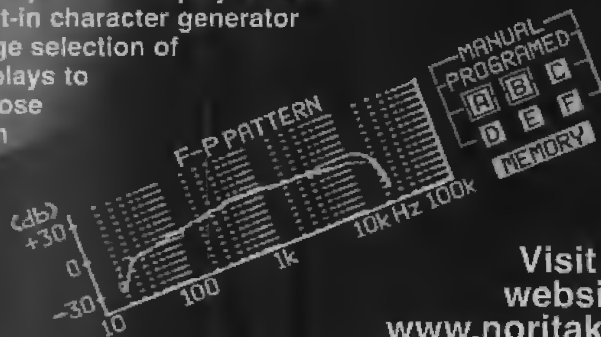 t-in character generator
ge selection of
plays to
ose
MANUAL
PROGRAMED
A B C
D E F
MEMORY
F-P PATTERN
(db)
+30
0
-30
10 100 1k 10k Hz 100k
Visit
websi
www.noritak